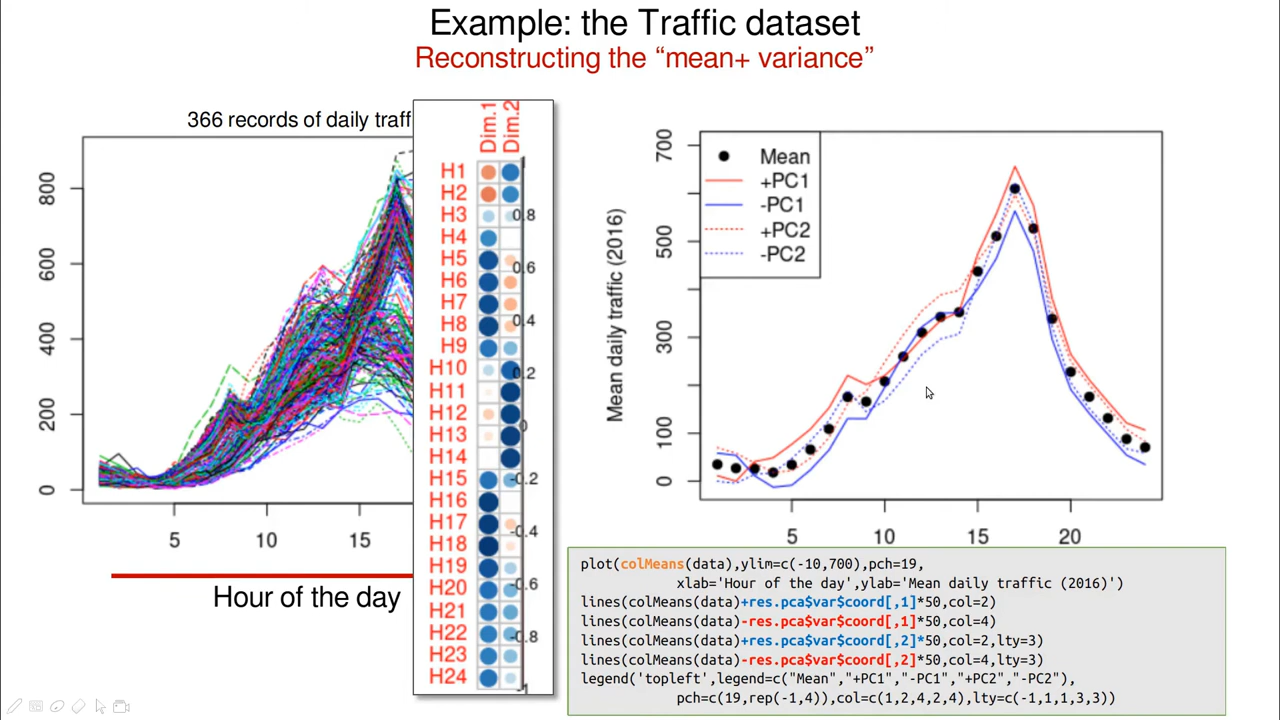 Example: the Traffic dataset
Reconstructing the “mean+ variance”
366 records of daily traff
800
600
400
200
0
5
10
15
Hour of the day
Dim.1
Dim.2
H1
H2
H3
H4
H5
H6
H7
H8
H9
H10
H11
H12
H13
H14
H15
H16
H17
H18
H19
H20
H21
H22
H23
H24
1
0.8
0.6
0.4
0.2
0
-0.2
-0.4
-0.6
-0.8
-1
Mean daily traffic (2016)
700
500
300
100
0
Mean
+PC1
-PC1
+PC2
-PC2
5
10
15
20
plot(colMeans(data),ylim=c(-10,700),pch=19,
xlab='Hour of the day',ylab='Mean daily traffic (2016)')
lines(colMeans(data)+res.pca$var$coord[,1]*50,col=2)
lines(colMeans(data)-res.pca$var$coord[,1]*50,col=4)
lines(colMeans(data)+res.pca$var$coord[,2]*50,col=2,lty=3)
lines(colMeans(data)-res.pca$var$coord[,2]*50,col=4,lty=3)
legend('topleft',legend=c("Mean","+PC1","-PC1","+PC2","-PC2"),
pch=c(19,rep(-1,4)),col=c(1,2,4,2,4),lty=c(-1,1,1,3,3))